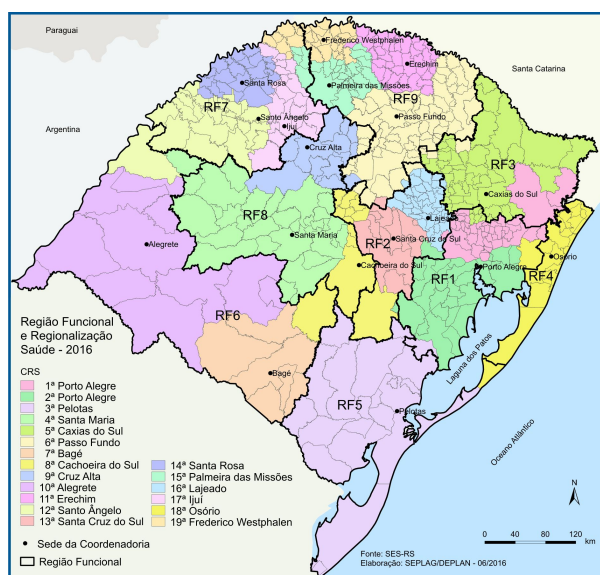 Paraguai
Santa Catarina
Argentina
Frederico Westphalen
Erechim
Santa Rosa
Palmeira das Missões
RF7
RF9
Santo Ângelo
Ijuí
Passo Fundo
Cruz Alta
RF3
Caxias do Sul
RF8
Lajeado
RF2
Santa Cruz do Sul
Santa Maria
Alegrete
Cachoeira do Sul
Osório
Porto Alegre
RF4
RF1
RF6
Bagé
RF5
Pelotas
Laguna dos Patos
Oceano Atlântico
Região Funcional
e Regionalização
Saúde - 2016
CRS
1ª Porto Alegre
2ª Porto Alegre
3ª Pelotas
4ª Santa Maria
5ª Caxias do Sul
6ª Passo Fundo
7ª Bagé
8ª Cachoeira do Sul
9ª Cruz Alta
10ª Alegrete
11ª Erechim
12ª Santo Ângelo
13ª Santa Cruz do Sul
14ª Santa Rosa
15ª Palmeira das Missões
16ª Lajeado
17ª Ijuí
18ª Osório
19ª Frederico Westphalen
Sede da Coordenadoria
Região Funcional
N
0 40 80 120
km
Fonte: SES-RS
Elaboração: SEPLAG/DEPLAN - 06/2016